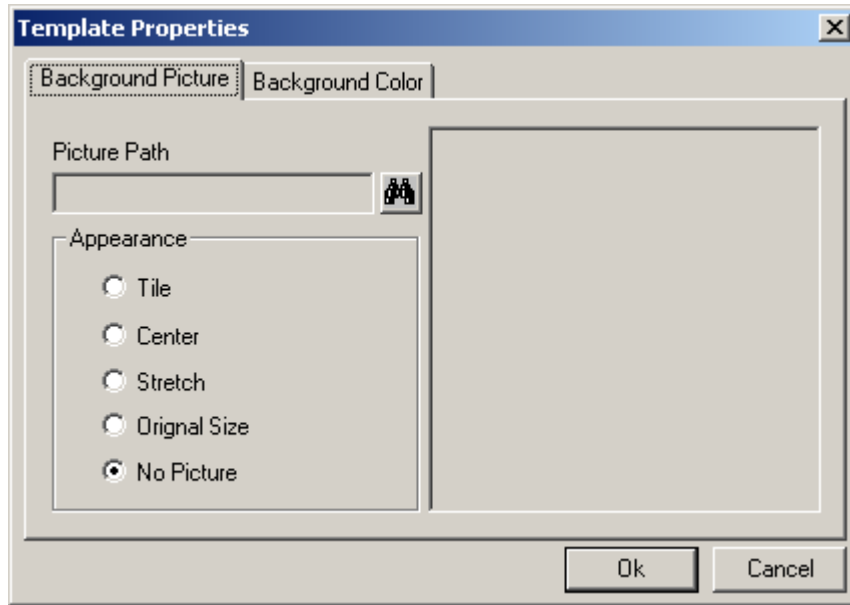 Template Properties
Background Picture
Background Color
Picture Path
Appearance
Tile
Center
Stretch
Orignal Size
No Picture
Ok
Cancel